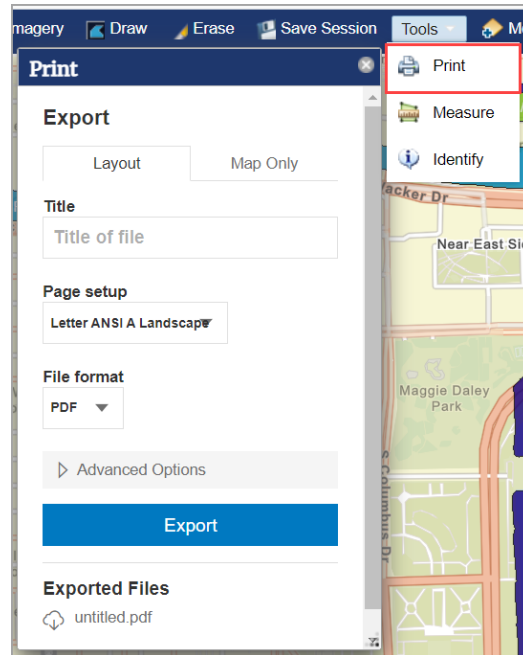 Draw
Erase
Save Session
Tools
Print
Print
Measure
Identify
Export
Layout
Map Only
Title
Title of file
Page setup
Letter ANSI A Landscape
File format
PDF
Advanced Options
Export
Exported Files
untitled.pdf
Near East Si
Maggie Daley
Park
S Columbus Dr
acker Dr